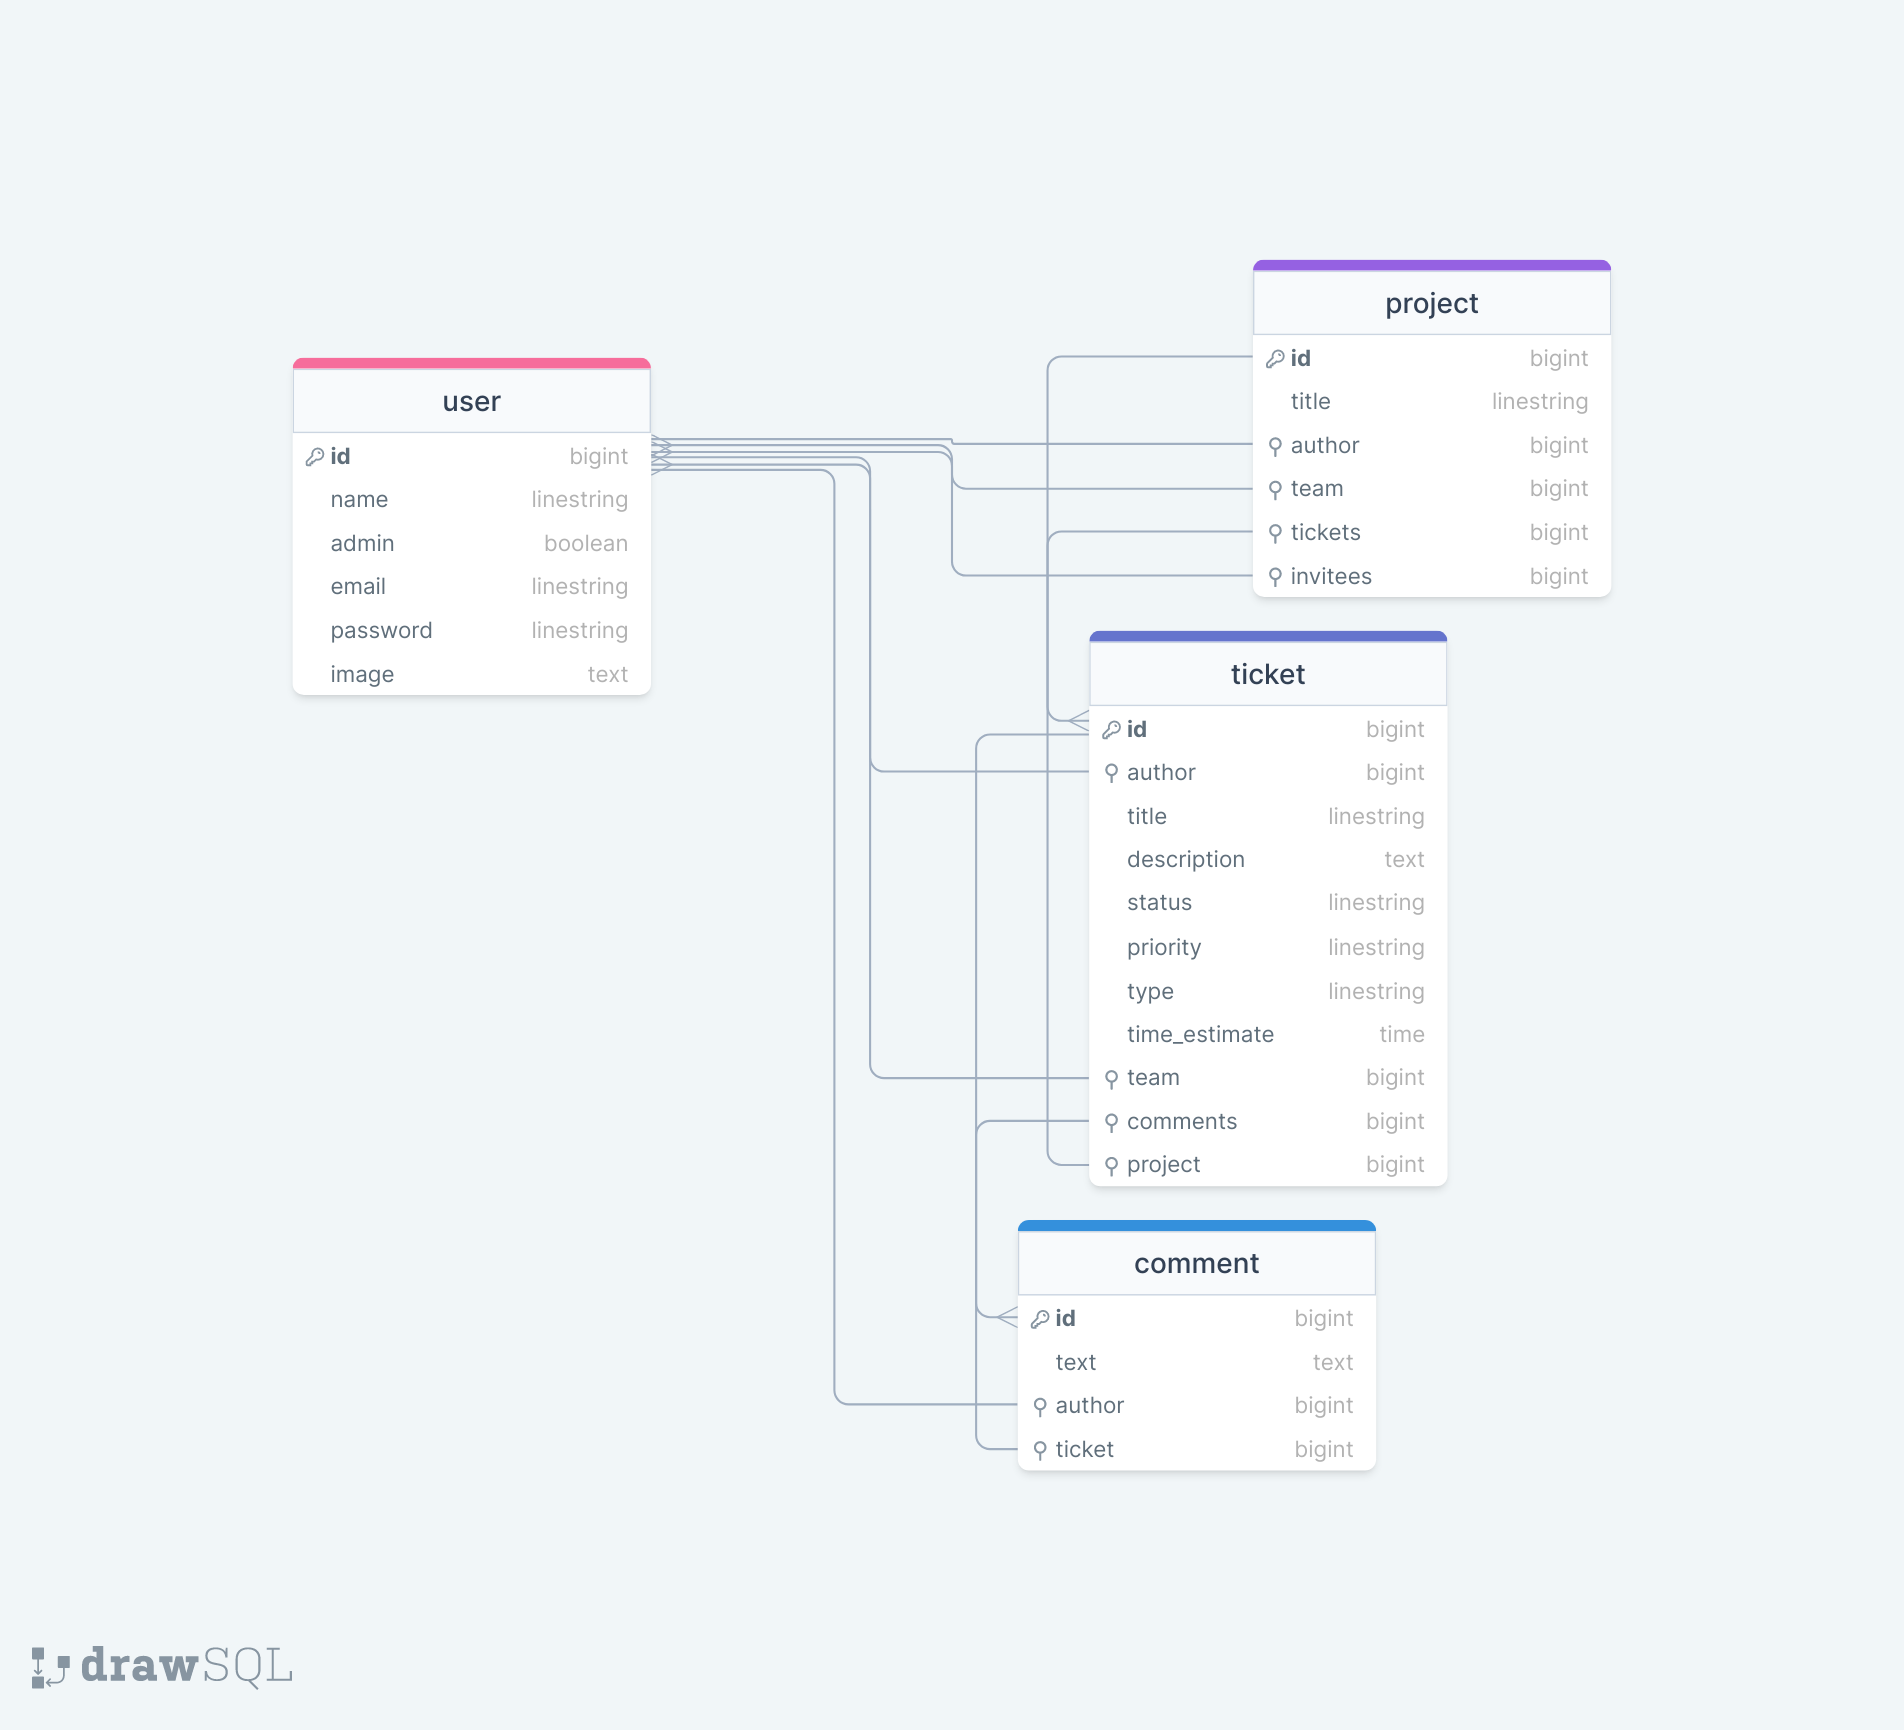 user
id bigint
name linestring
admin boolean
email linestring
password linestring
image text
project
id bigint
title linestring
author bigint
team bigint
tickets bigint
invitees bigint
ticket
id bigint
author bigint
title linestring
description text
status linestring
priority linestring
type linestring
time_estimate time
team bigint
comments bigint
project bigint
comment
id bigint
text text
author bigint
ticket bigint
drawSQL